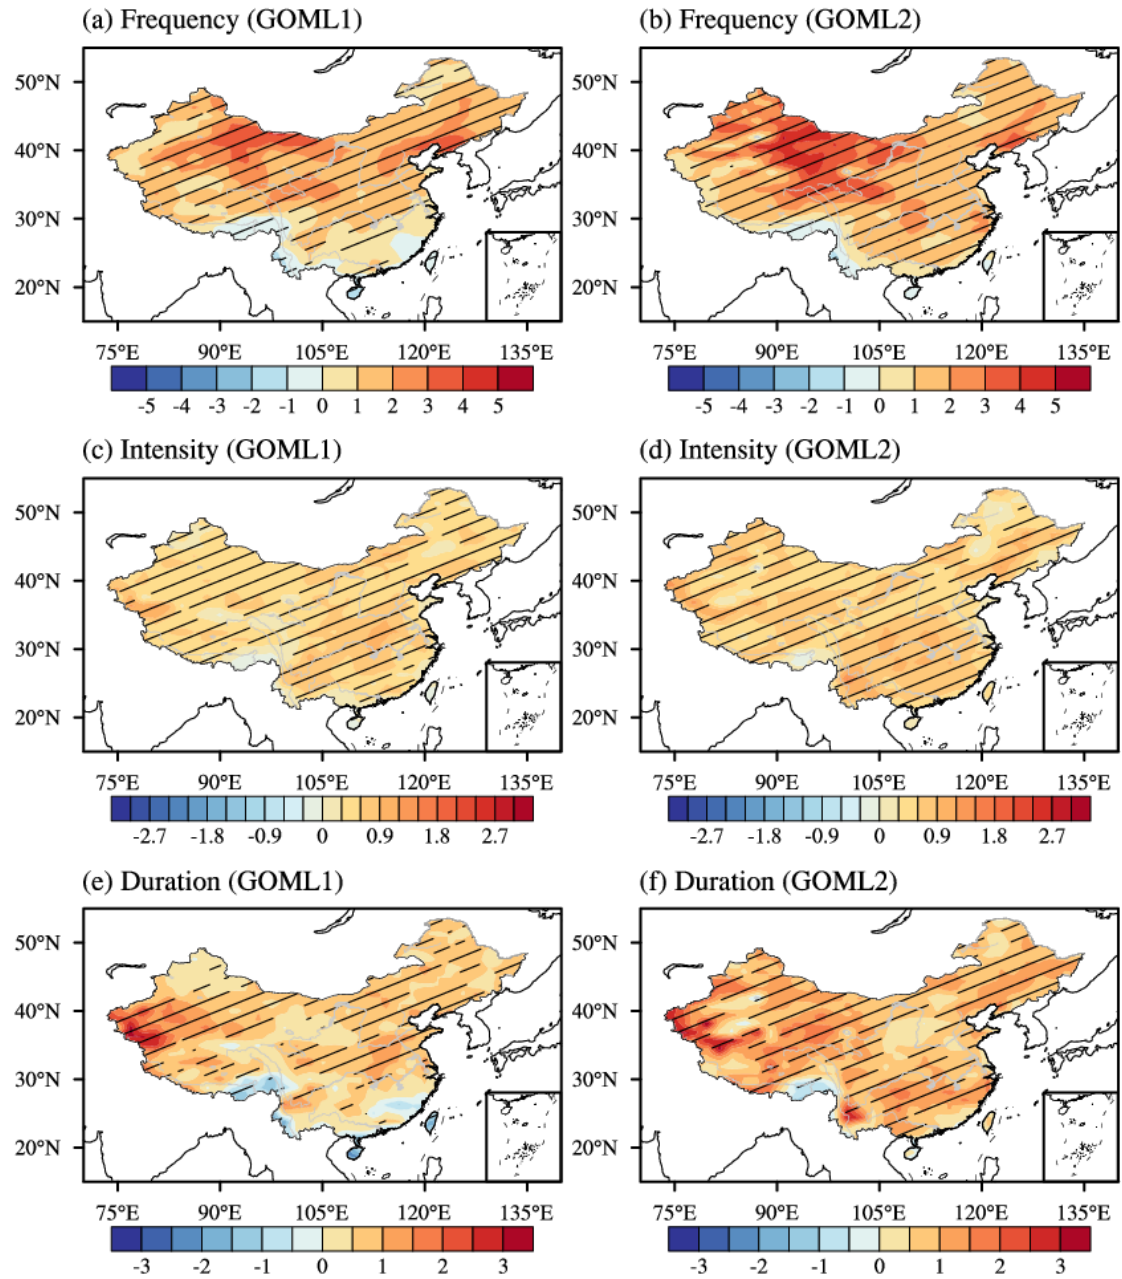 (a) Frequency (GOML1)
(b) Frequency (GOML2)
50°N
50°N
40°N
40°N
30°N
30°N
20°N
20°N
75°E 90°E 105°E 120°E 135°E
75°E 90°E 105°E 120°E 135°E
-5 -4 -3 -2 -1 0 1 2 3 4 5
-5 -4 -3 -2 -1 0 1 2 3 4 5
(c) Intensity (GOML1)
(d) Intensity (GOML2)
50°N
50°N
40°N
40°N
30°N
30°N
20°N
20°N
75°E 90°E 105°E 120°E 135°E
75°E 90°E 105°E 120°E 135°E
-2.7 -1.8 -0.9 0 0.9 1.8 2.7
-2.7 -1.8 -0.9 0 0.9 1.8 2.7
(e) Duration (GOML1)
(f) Duration (GOML2)
50°N
50°N
40°N
40°N
30°N
30°N
20°N
20°N
75°E 90°E 105°E 120°E 135°E
75°E 90°E 105°E 120°E 135°E
-3 -2 -1 0 1 2 3
-3 -2 -1 0 1 2 3